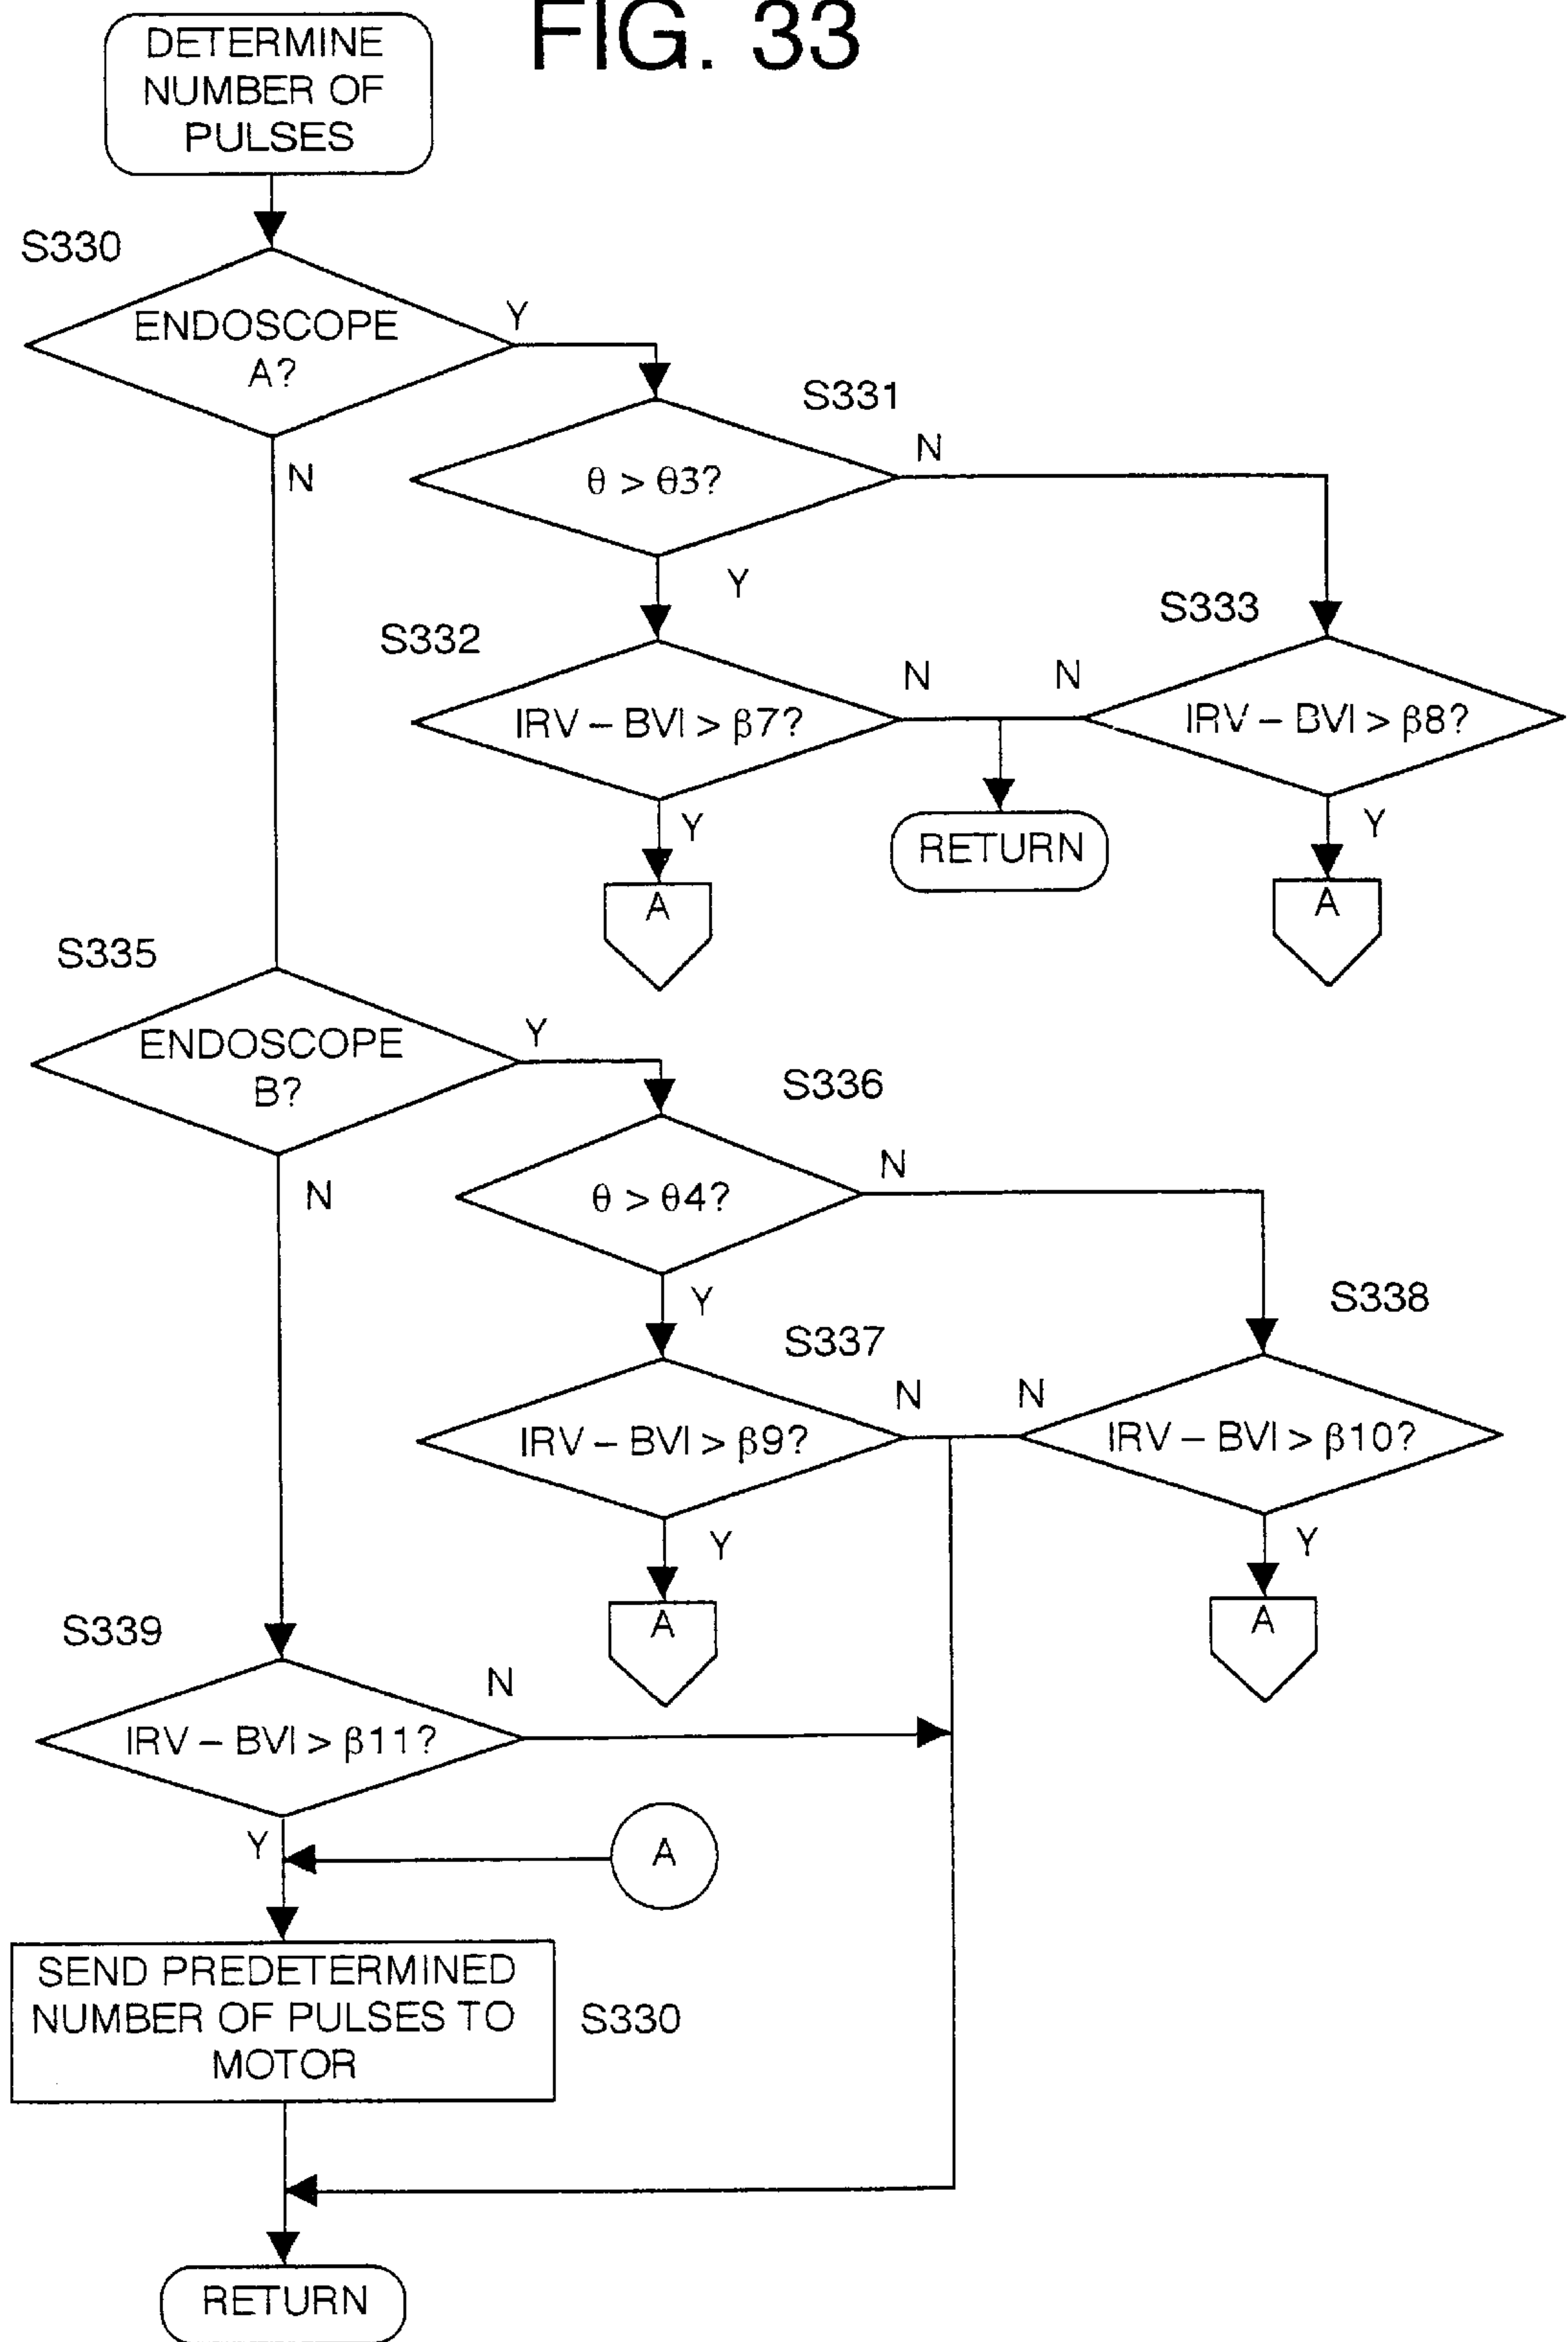 FIG. 33
DETERMINE
NUMBER OF
PULSES
S330
ENDOSCOPE
A?
Y
N
S331
θ > θ3?
N
Y
S332
IRV – BVI > β7?
N
Y
A
RETURN
S333
N
IRV – BVI > β8?
Y
A
S335
ENDOSCOPE
B?
Y
N
S336
θ > θ4?
N
Y
S337
IRV – BVI > β9?
N
Y
A
S338
N
IRV – BVI > β10?
Y
A
S339
IRV – BVI > β11?
N
Y
A
SEND PREDETERMINED
NUMBER OF PULSES TO
MOTOR
S330
RETURN